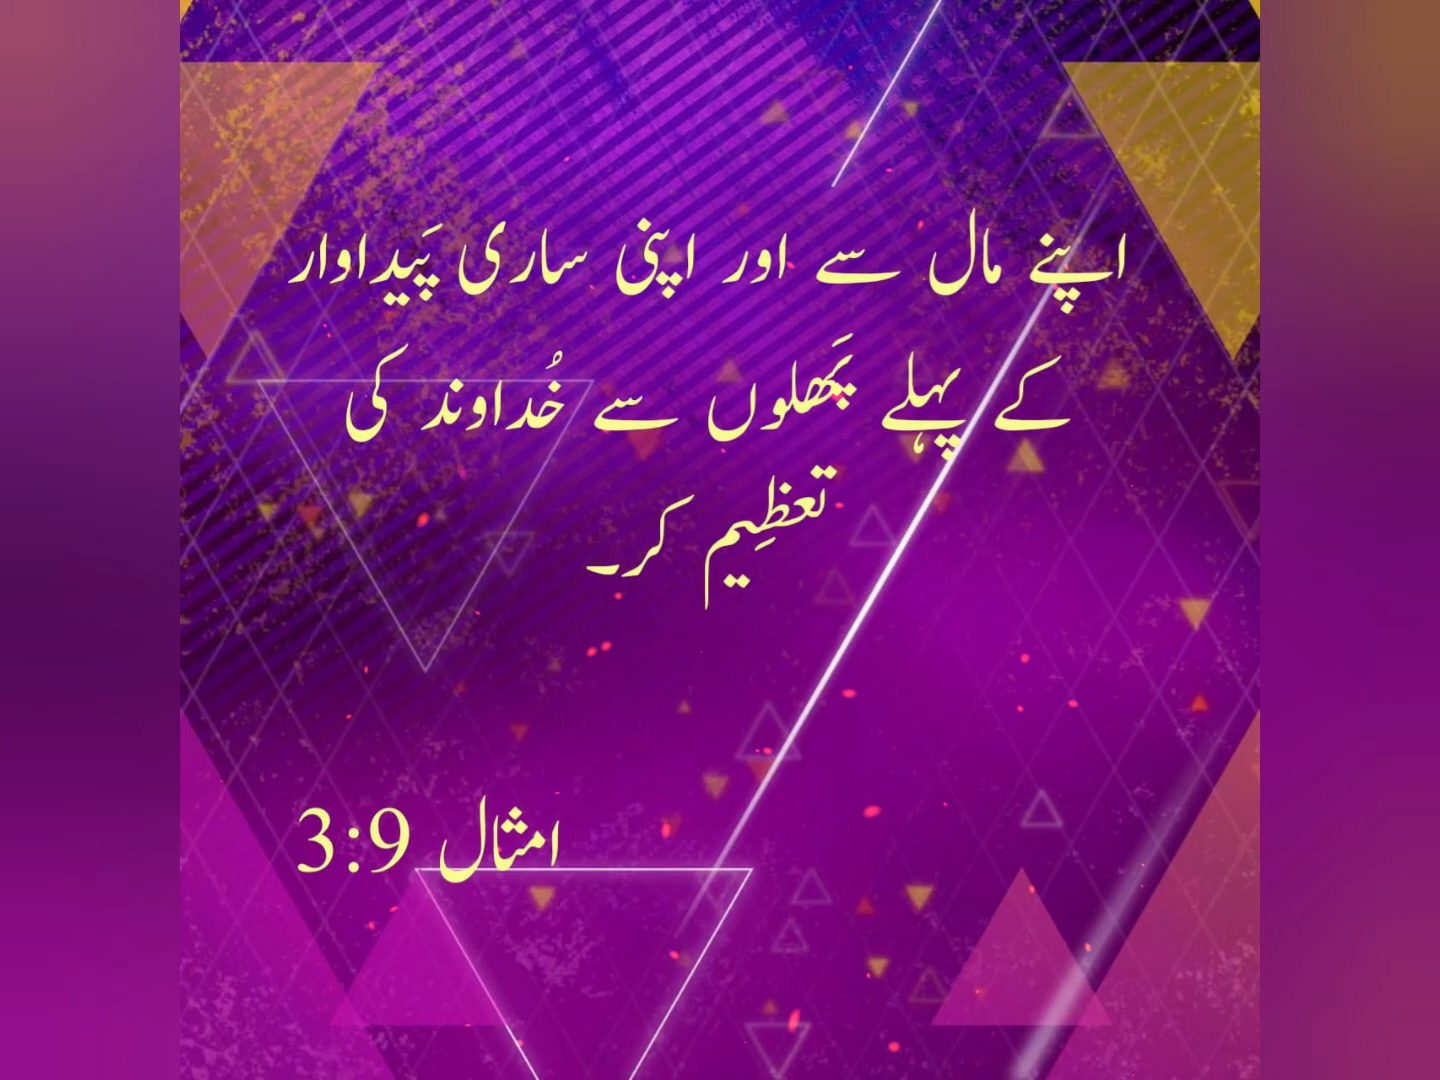 اپنے مال سے اور اپنی ساری پَیداوار
کے پہلے پَھلوں سے خُداوند کی
تعظِیم کر۔
امثال 3:9